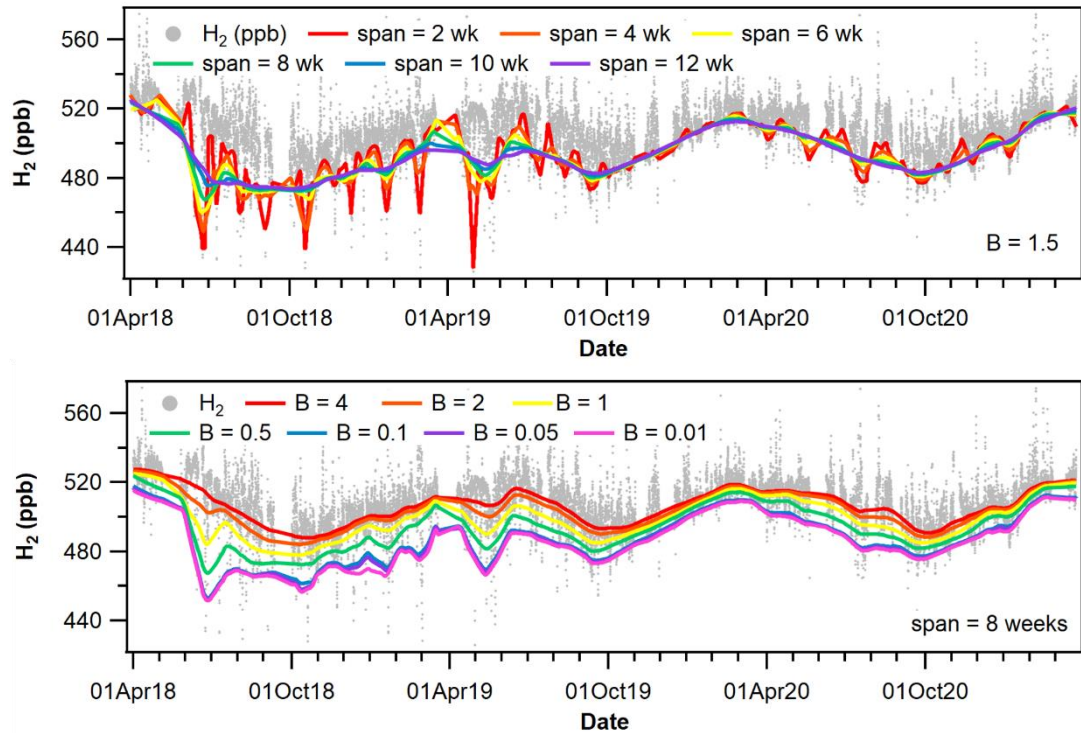 560
520
480
440
H₂ (ppb)
H₂ (ppb) span = 2 wk span = 4 wk span = 6 wk
span = 8 wk span = 10 wk span = 12 wk
B = 1.5
01Apr18 01Oct18 01Apr19 01Oct19 01Apr20 01Oct20
Date
560
520
480
440
H₂ (ppb)
H₂ B = 4 B = 2 B = 1
B = 0.5 B = 0.1 B = 0.05 B = 0.01
span = 8 weeks
01Apr18 01Oct18 01Apr19 01Oct19 01Apr20 01Oct20
Date